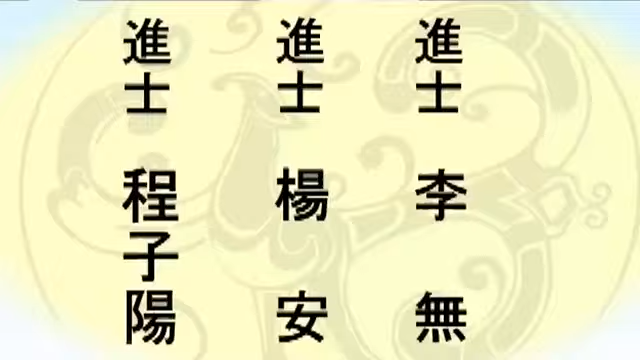 進士 李 無
進士 楊 安
進士 程子陽